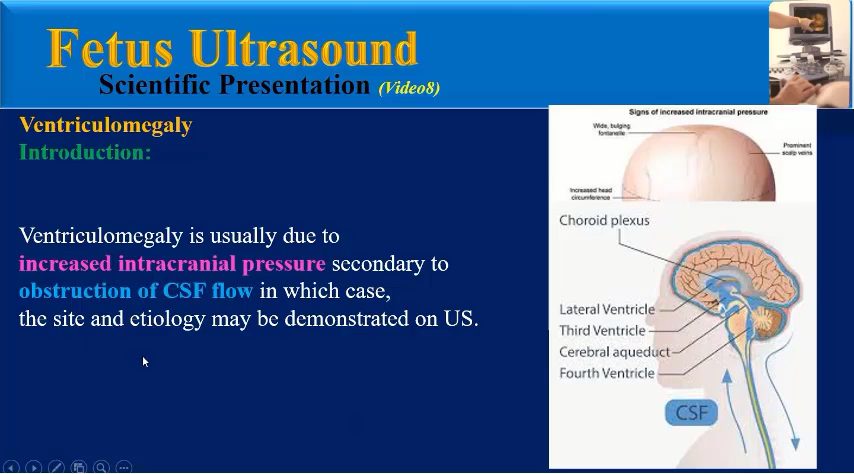 Fetus Ultrasound
Scientific Presentation (Video8)
Ventriculomegaly
Introduction:
Ventriculomegaly is usually due to
increased intracranial pressure secondary to
obstruction of CSF flow in which case,
the site and etiology may be demonstrated on US.
Signs of increased intracranial pressure
Wide, bulging
fontanelle
Prominent
scalp veins
Increased head
circumference
Choroid plexus
Lateral Ventricle
Third Ventricle
Cerebral aqueduct
Fourth Ventricle
CSF